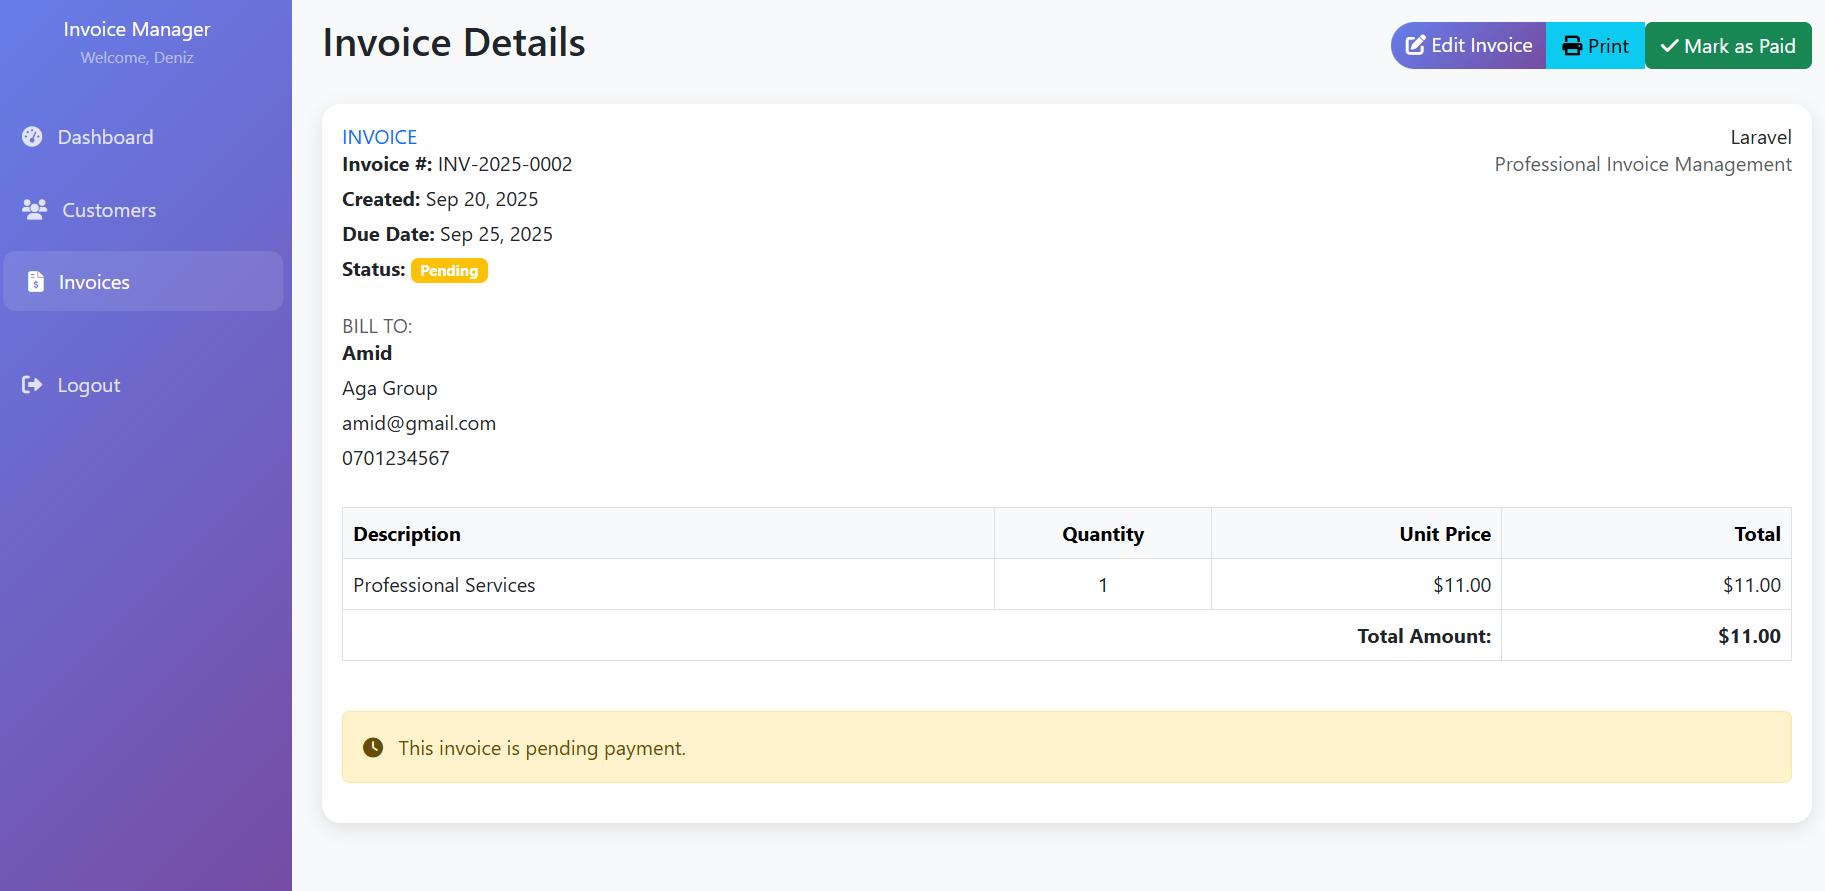 Invoice Manager
Welcome, Deniz
Dashboard
Customers
Invoices
Logout
Invoice Details
Edit Invoice Print Mark as Paid
INVOICE
Invoice #: INV-2025-0002
Created: Sep 20, 2025
Due Date: Sep 25, 2025
Status: Pending
Laravel
Professional Invoice Management
BILL TO:
Amid
Aga Group
amid@gmail.com
0701234567
Description Quantity Unit Price Total
Professional Services 1 $11.00 $11.00
Total Amount: $11.00
This invoice is pending payment.